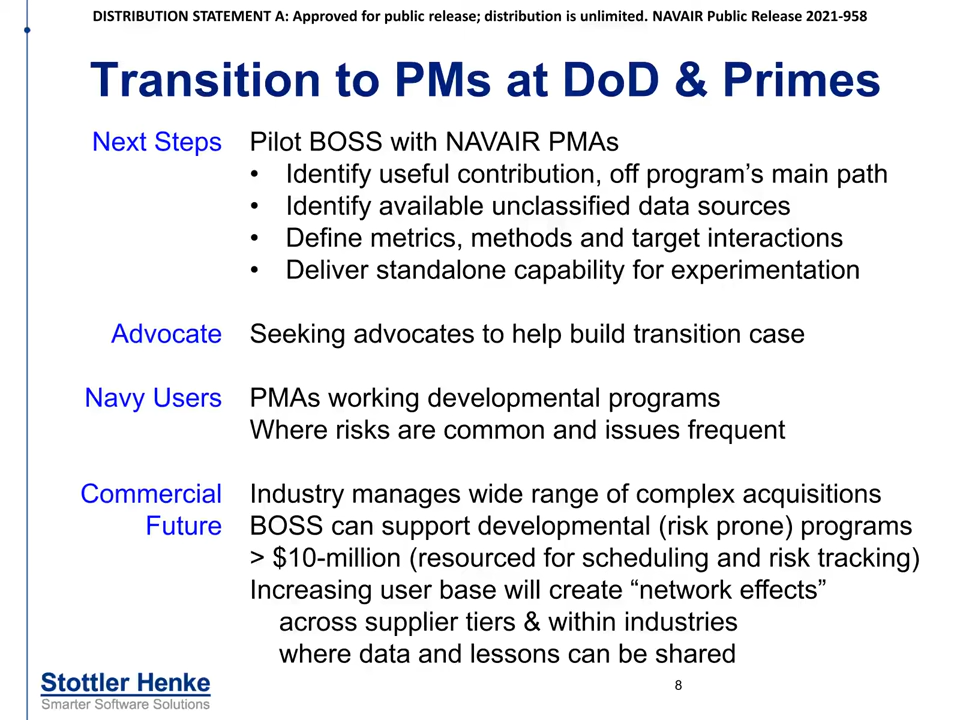 DISTRIBUTION STATEMENT A: Approved for public release; distribution is unlimited. NAVAIR Public Release 2021-958
Transition to PMs at DoD & Primes
Next Steps Pilot BOSS with NAVAIR PMAs
• Identify useful contribution, off program’s main path
• Identify available unclassified data sources
• Define metrics, methods and target interactions
• Deliver standalone capability for experimentation
Advocate Seeking advocates to help build transition case
Navy Users PMAs working developmental programs
Where risks are common and issues frequent
Commercial Industry manages wide range of complex acquisitions
Future BOSS can support developmental (risk prone) programs
> $10-million (resourced for scheduling and risk tracking)
Increasing user base will create “network effects”
across supplier tiers & within industries
where data and lessons can be shared
Stottler Henke
Smarter Software Solutions
8